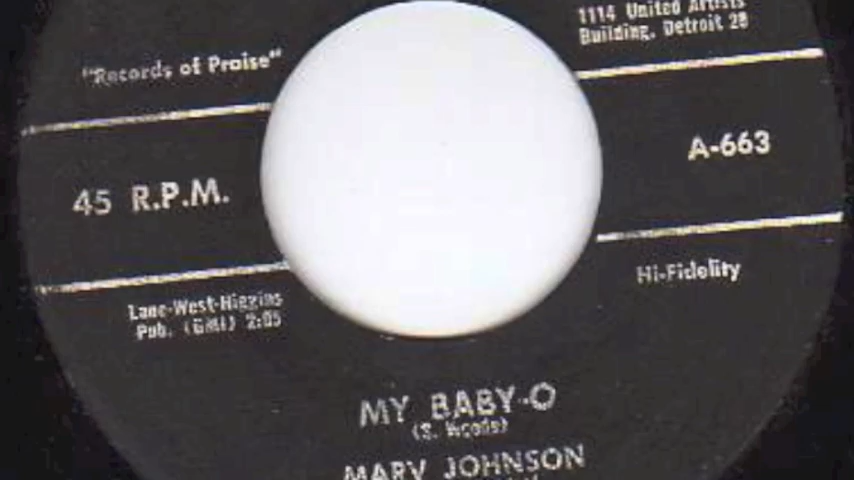 1114 United Artists
Building, Detroit 28
"Records of Praise"
A-663
45 R.P.M.
Hi-Fidelity
Lane-West-Higgins
Pub. (BMI) 2:05
MY BABY-O
(S. Woods)
MARV JOHNSON